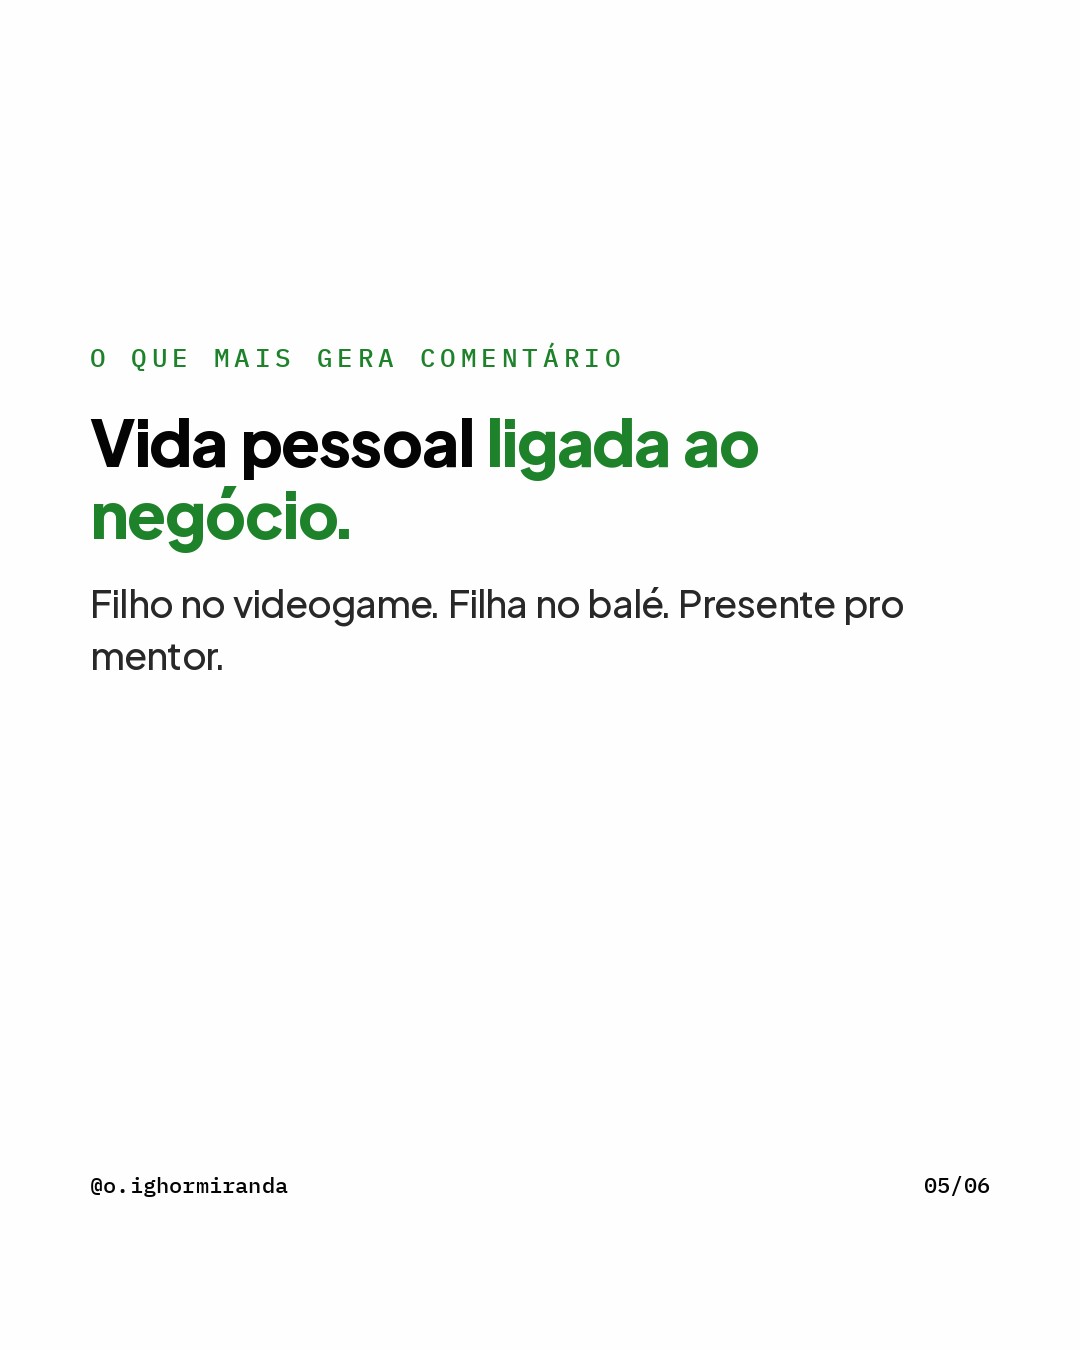 O QUE MAIS GERA COMENTÁRIO
Vida pessoal ligada ao
negócio.
Filho no videogame. Filha no balé. Presente pro
mentor.
@o.ighormiranda
05/06